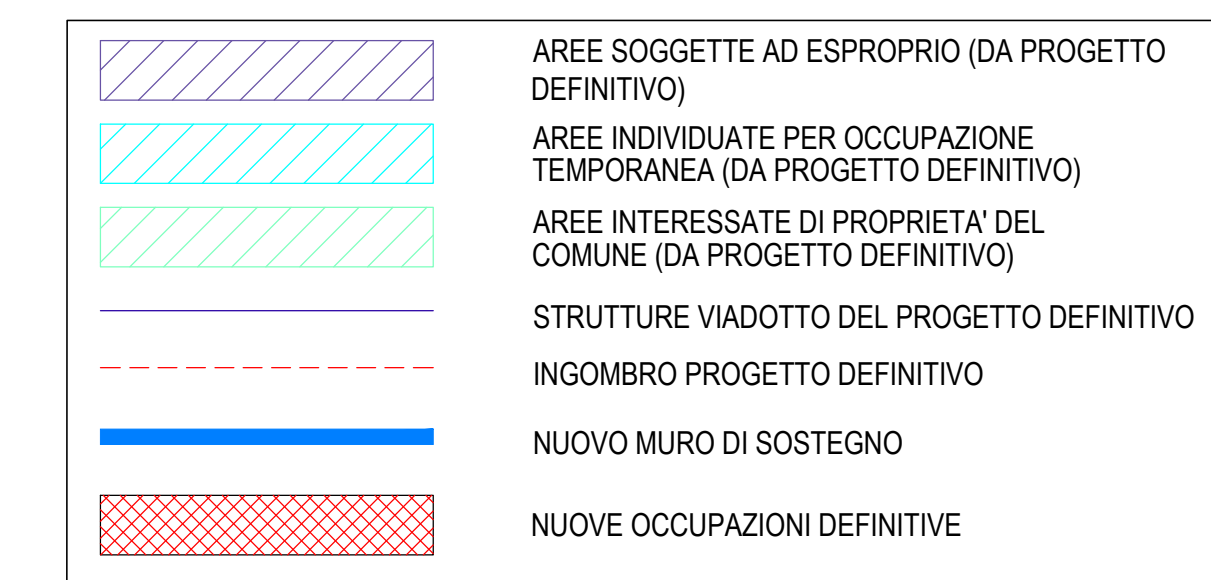 AREE SOGGETTE AD ESPROPRIO (DA PROGETTO
DEFINITIVO)
AREE INDIVIDUATE PER OCCUPAZIONE
TEMPORANEA (DA PROGETTO DEFINITIVO)
AREE INTERESSATE DI PROPRIETA' DEL
COMUNE (DA PROGETTO DEFINITIVO)
STRUTTURE VIADOTTO DEL PROGETTO DEFINITIVO
INGOMBRO PROGETTO DEFINITIVO
NUOVO MURO DI SOSTEGNO
NUOVE OCCUPAZIONI DEFINITIVE